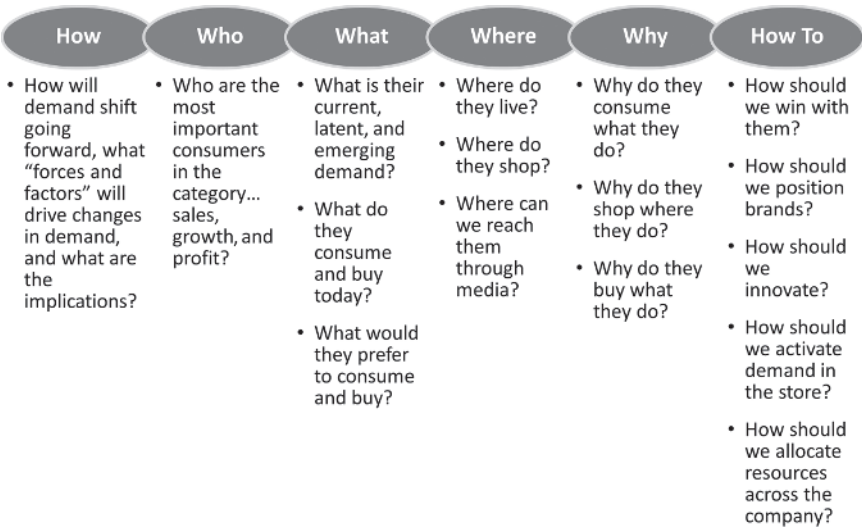 How
Who
What
Where
Why
How To
• How will
demand shift
going
forward, what
“forces and
factors” will
drive changes
in demand,
and what are
the
implications?
• Who are the
most
important
consumers
in the
category...
sales,
growth, and
profit?
• What is their
current,
latent, and
emerging
demand?
• What do
they
consume
and buy
today?
• What would
they prefer
to consume
and buy?
• Where do
they live?
• Where do
they shop?
• Where can
we reach
them
through
media?
• Why do they
consume
what they
do?
• Why do they
shop where
they do?
• Why do they
buy what
they do?
• How should
we win with
them?
• How should
we position
brands?
• How should
we
innovate?
• How should
we activate
demand in
the store?
• How should
we allocate
resources
across the
company?